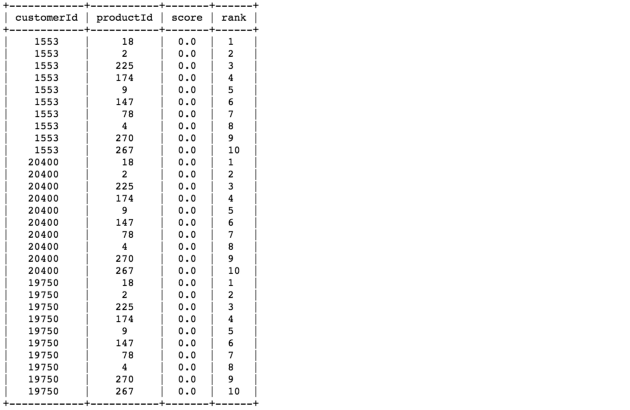 +------------+-----------+-------+------+
| customerId | productId | score | rank |
+------------+-----------+-------+------+
| 1553 | 18 | 0.0 | 1 |
| 1553 | 2 | 0.0 | 2 |
| 1553 | 225 | 0.0 | 3 |
| 1553 | 174 | 0.0 | 4 |
| 1553 | 9 | 0.0 | 5 |
| 1553 | 147 | 0.0 | 6 |
| 1553 | 78 | 0.0 | 7 |
| 1553 | 4 | 0.0 | 8 |
| 1553 | 270 | 0.0 | 9 |
| 1553 | 267 | 0.0 | 10 |
| 20400 | 18 | 0.0 | 1 |
| 20400 | 2 | 0.0 | 2 |
| 20400 | 225 | 0.0 | 3 |
| 20400 | 174 | 0.0 | 4 |
| 20400 | 9 | 0.0 | 5 |
| 20400 | 147 | 0.0 | 6 |
| 20400 | 78 | 0.0 | 7 |
| 20400 | 4 | 0.0 | 8 |
| 20400 | 270 | 0.0 | 9 |
| 20400 | 267 | 0.0 | 10 |
| 19750 | 18 | 0.0 | 1 |
| 19750 | 2 | 0.0 | 2 |
| 19750 | 225 | 0.0 | 3 |
| 19750 | 174 | 0.0 | 4 |
| 19750 | 9 | 0.0 | 5 |
| 19750 | 147 | 0.0 | 6 |
| 19750 | 78 | 0.0 | 7 |
| 19750 | 4 | 0.0 | 8 |
| 19750 | 270 | 0.0 | 9 |
| 19750 | 267 | 0.0 | 10 |
+------------+-----------+-------+------+